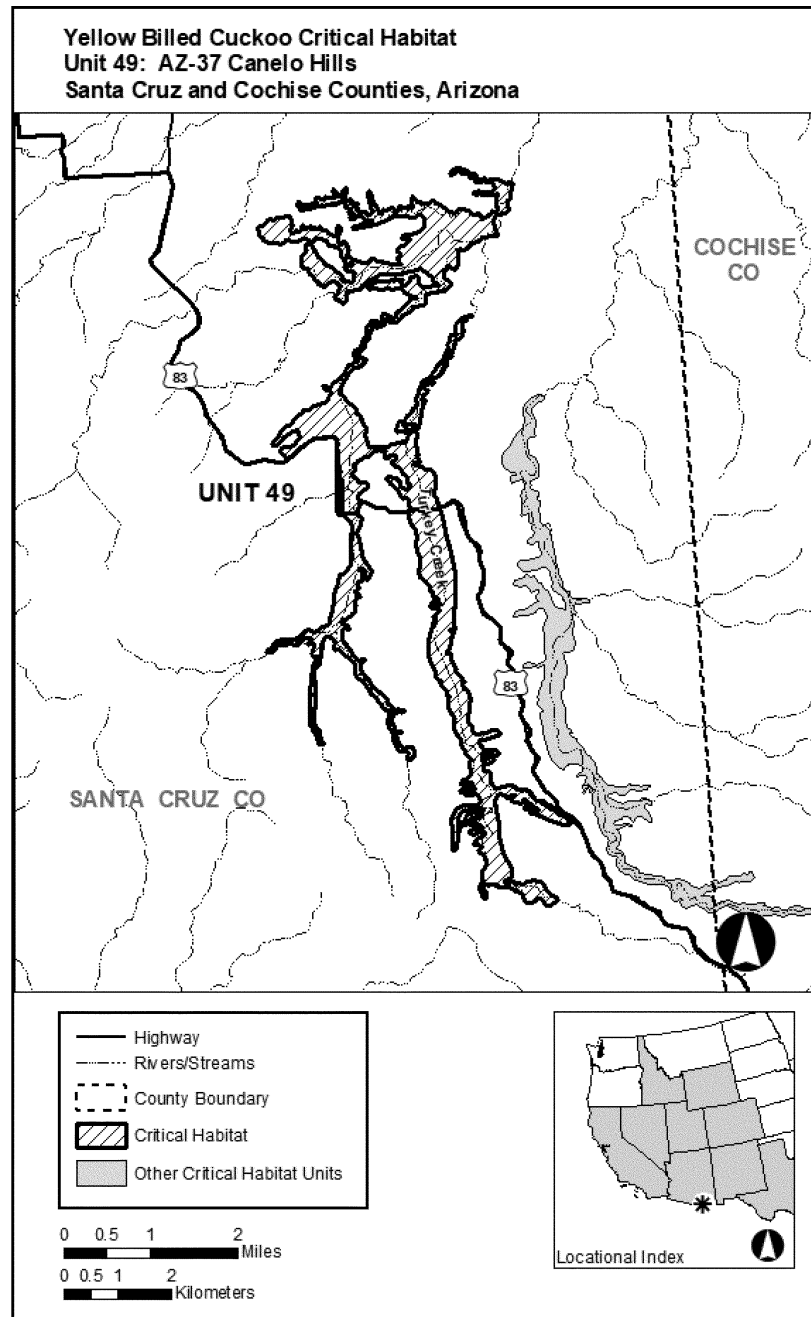 Yellow Billed Cuckoo Critical Habitat
Unit 49: AZ-37 Canelo Hills
Santa Cruz and Cochise Counties, Arizona
COCHISE
CO
83
UNIT 49
Turkey Creek
83
SANTA CRUZ CO
Highway
Rivers/Streams
County Boundary
Critical Habitat
Other Critical Habitat Units
0 0.5 1 2
Miles
0 0.5 1 2
Kilometers
Locational Index